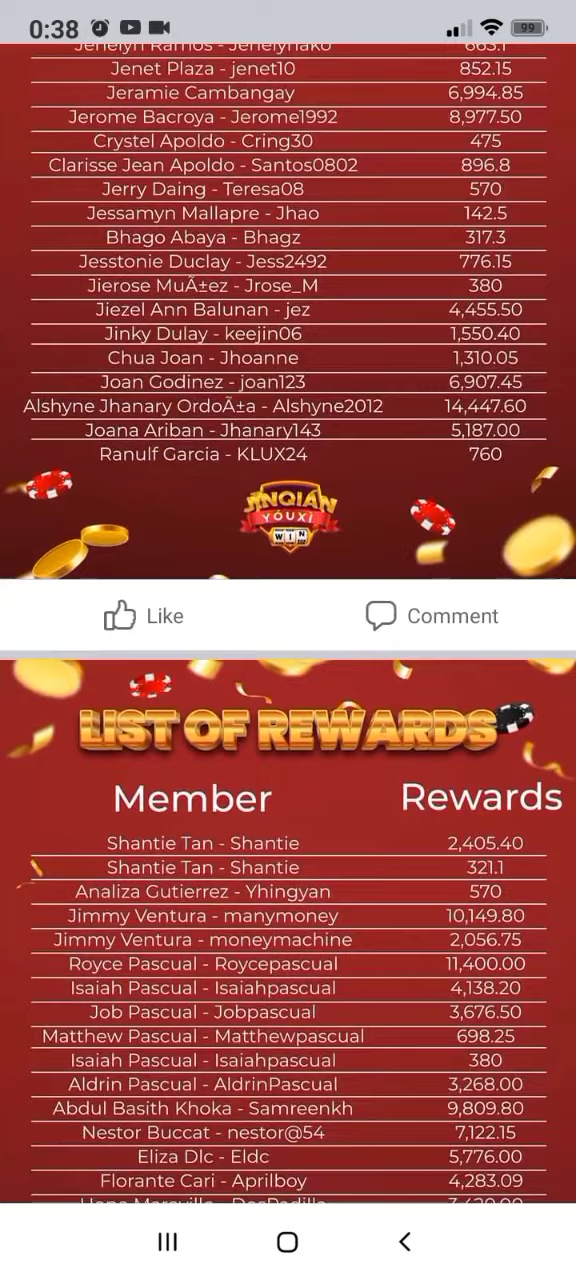 0:38
99
Jenelyn Ramos - Jenelynako 663.1
Jenet Plaza - jenet10 852.15
Jeramie Cambangay 6,994.85
Jerome Bacroya - Jerome1992 8,977.50
Crystel Apoldo - Cring30 475
Clarisse Jean Apoldo - Santos0802 896.8
Jerry Daing - Teresa08 570
Jessamyn Mallapre - Jhao 142.5
Bhago Abaya - Bhagz 317.3
Jesstonie Duclay - Jess2492 776.15
Jierose MuÃ±ez - Jrose_M 380
Jiezel Ann Balunan - jez 4,455.50
Jinky Dulay - keejin06 1,550.40
Chua Joan - Jhoanne 1,310.05
Joan Godinez - joan123 6,907.45
Alshyne Jhanary OrdoÃ±a - Alshyne2012 14,447.60
Joana Ariban - Jhanary143 5,187.00
Ranulf Garcia - KLUX24 760
JINQIAN
YÓUXÌ
WIN
Like Comment
LIST OF REWARDS
Member Rewards
Shantie Tan - Shantie 2,405.40
Shantie Tan - Shantie 321.1
Analiza Gutierrez - Yhingyan 570
Jimmy Ventura - manymoney 10,149.80
Jimmy Ventura - moneymachine 2,056.75
Royce Pascual - Roycepascual 11,400.00
Isaiah Pascual - Isaiahpascual 4,138.20
Job Pascual - Jobpascual 3,676.50
Matthew Pascual - Matthewpascual 698.25
Isaiah Pascual - Isaiahpascual 380
Aldrin Pascual - AldrinPascual 3,268.00
Abdul Basith Khoka - Samreenkh 9,809.80
Nestor Buccat - nestor@54 7,122.15
Eliza Dlc - Eldc 5,776.00
Florante Cari - Aprilboy 4,283.09